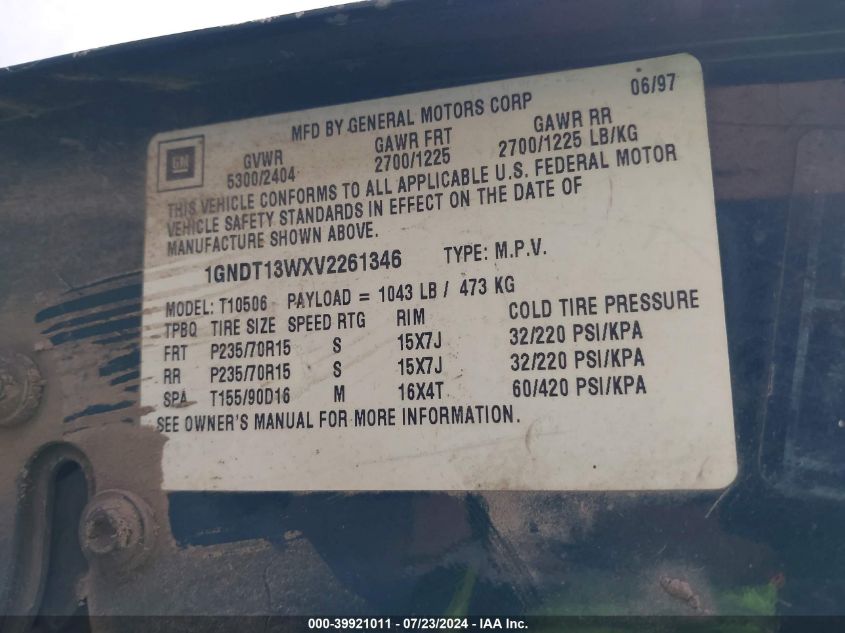 06/97
MFD BY GENERAL MOTORS CORP
GM
GVWR GAWR FRT GAWR RR
5300/2404 2700/1225 2700/1225 LB/KG
THIS VEHICLE CONFORMS TO ALL APPLICABLE U.S. FEDERAL MOTOR
VEHICLE SAFETY STANDARDS IN EFFECT ON THE DATE OF
MANUFACTURE SHOWN ABOVE.
1GNDT13WXV2261346 TYPE: M.P.V.
MODEL: T10506 PAYLOAD = 1043 LB / 473 KG
TPBQ TIRE SIZE SPEED RTG RIM COLD TIRE PRESSURE
FRT P235/70R15 S 15X7J 32/220 PSI/KPA
RR P235/70R15 S 15X7J 32/220 PSI/KPA
SPA T155/90D16 M 16X4T 60/420 PSI/KPA
SEE OWNER'S MANUAL FOR MORE INFORMATION.
000-39921011 - 07/23/2024 - IAA Inc.